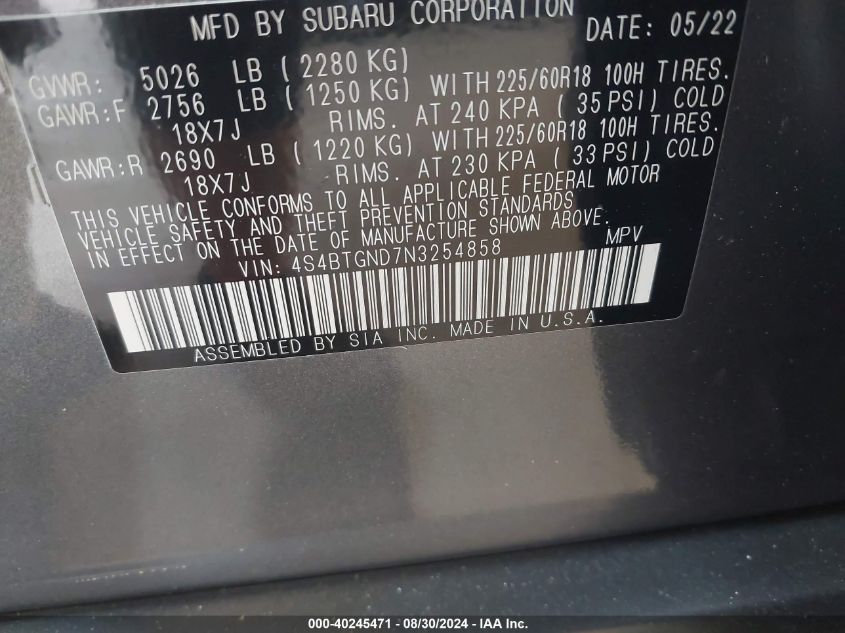 MFD BY SUBARU CORPORATION DATE: 05/22
GVWR: 5026 LB ( 2280 KG)
GAWR:F 2756 LB ( 1250 KG) WITH 225/60R18 100H TIRES.
18X7J RIMS. AT 240 KPA ( 35 PSI) COLD
GAWR:R 2690 LB ( 1220 KG) WITH 225/60R18 100H TIRES.
18X7J RIMS. AT 230 KPA ( 33 PSI) COLD
THIS VEHICLE CONFORMS TO ALL APPLICABLE FEDERAL MOTOR
VEHICLE SAFETY AND THEFT PREVENTION STANDARDS
IN EFFECT ON THE DATE OF MANUFACTURE SHOWN ABOVE.
VIN: 4S4BTGND7N3254858 MPV
ASSEMBLED BY SIA INC. MADE IN U.S.A.
000-40245471 - 08/30/2024 - IAA Inc.